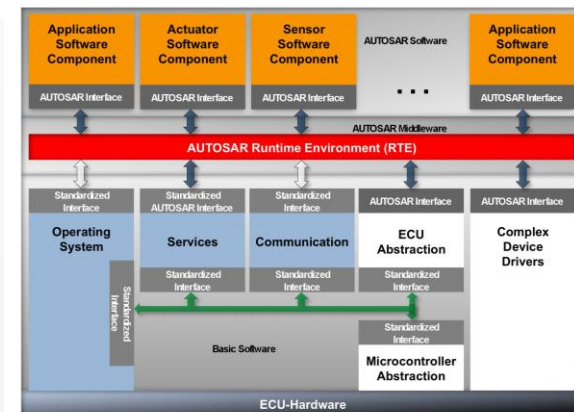 Application
Software
Component
AUTOSAR Interface
Actuator
Software
Component
AUTOSAR Interface
Sensor
Software
Component
AUTOSAR Interface
AUTOSAR Software
...
Application
Software
Component
AUTOSAR Interface
AUTOSAR Middleware
AUTOSAR Runtime Environment (RTE)
Standardized
Interface
Operating
System
Standardized
Interface
Standardized
AUTOSAR Interface
Services
Standardized
Interface
Standardized
Interface
Communication
Standardized
Interface
AUTOSAR Interface
ECU
Abstraction
Standardized
Interface
Standardized
Interface
Microcontroller
Abstraction
AUTOSAR Interface
Complex
Device
Drivers
Basic Software
ECU-Hardware